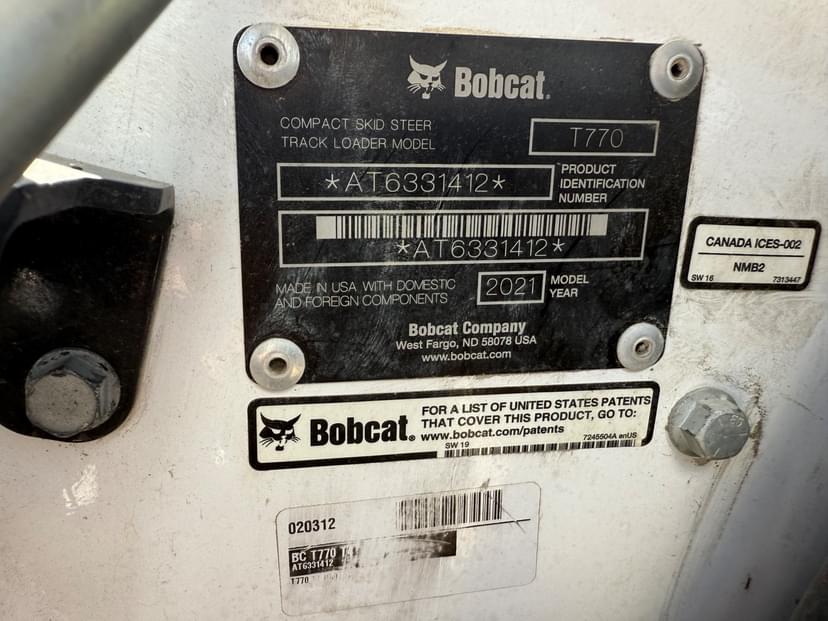 Bobcat.
COMPACT SKID STEER
TRACK LOADER MODEL
T770
*AT6331412*
PRODUCT
IDENTIFICATION
NUMBER
*AT6331412*
MADE IN USA WITH DOMESTIC
AND FOREIGN COMPONENTS
2021
MODEL
YEAR
Bobcat Company
West Fargo, ND 58078 USA
www.bobcat.com
CANADA ICES-002
NMB2
SW 16 7313447
Bobcat.
FOR A LIST OF UNITED STATES PATENTS
THAT COVER THIS PRODUCT, GO TO:
www.bobcat.com/patents
SW 19 7245504A enUS
020312
BC T770 T4
AT6331412
T770